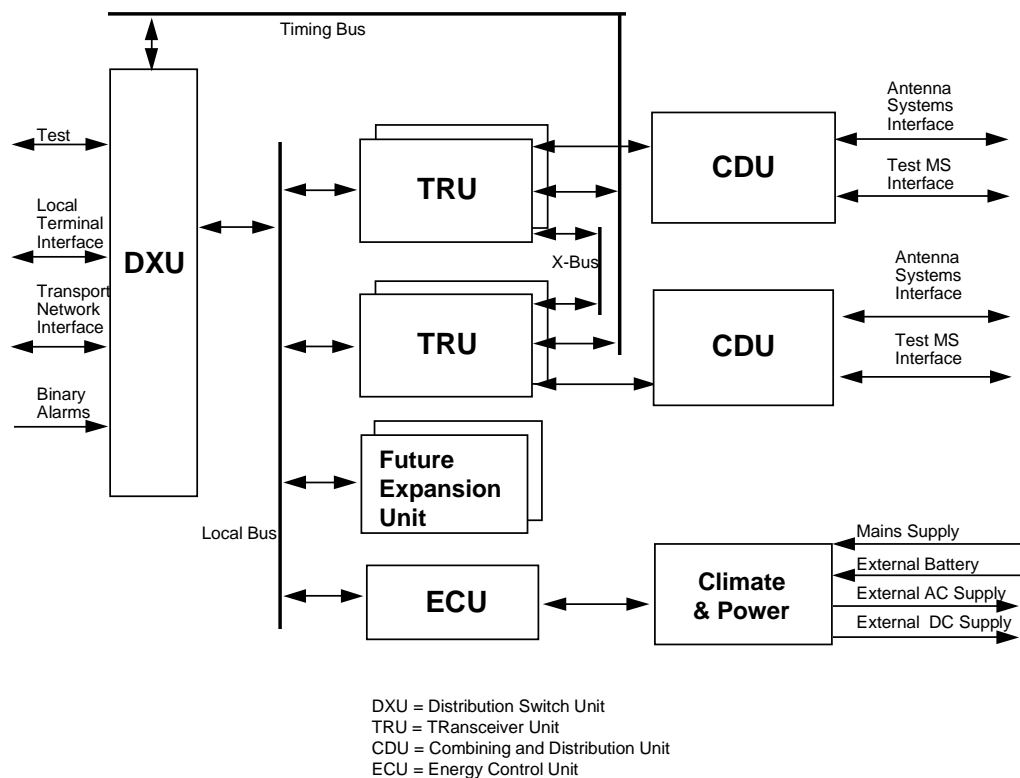 Timing Bus
Test
Local
Terminal
Interface
Transport
Network
Interface
Binary
Alarms
DXU
Local Bus
TRU
TRU
X-Bus
Future
Expansion
Unit
ECU
CDU
Antenna
Systems
Interface
Test MS
Interface
CDU
Antenna
Systems
Interface
Test MS
Interface
Climate
& Power
Mains Supply
External Battery
External AC Supply
External DC Supply
DXU = Distribution Switch Unit
TRU = TRansceiver Unit
CDU = Combining and Distribution Unit
ECU = Energy Control Unit